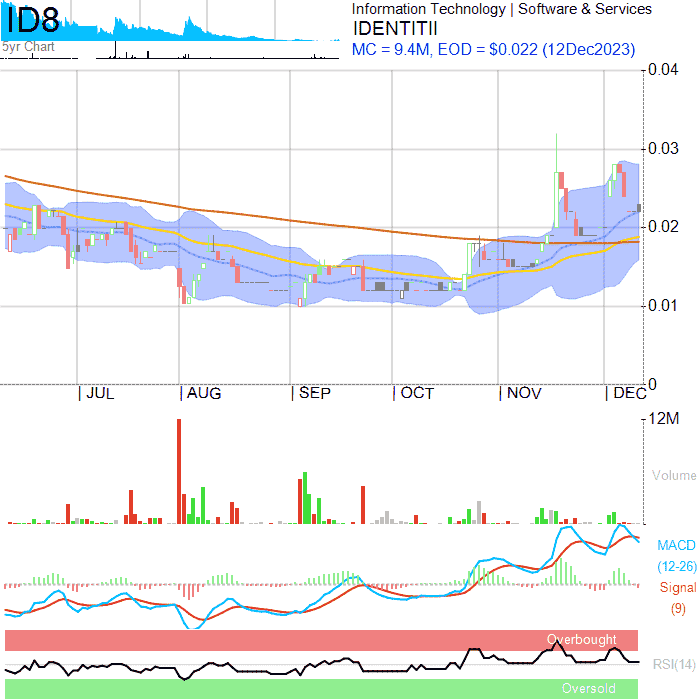 ID8
5yr Chart
Information Technology | Software & Services
IDENTITII
MC = 9.4M, EOD = $0.022 (12Dec2023)
0.04
0.03
0.02
0.01
0
| JUL | AUG | SEP | OCT | NOV | DEC
12M
Volume
MACD
(12-26)
Signal
(9)
Overbought
RSI(14)
Oversold